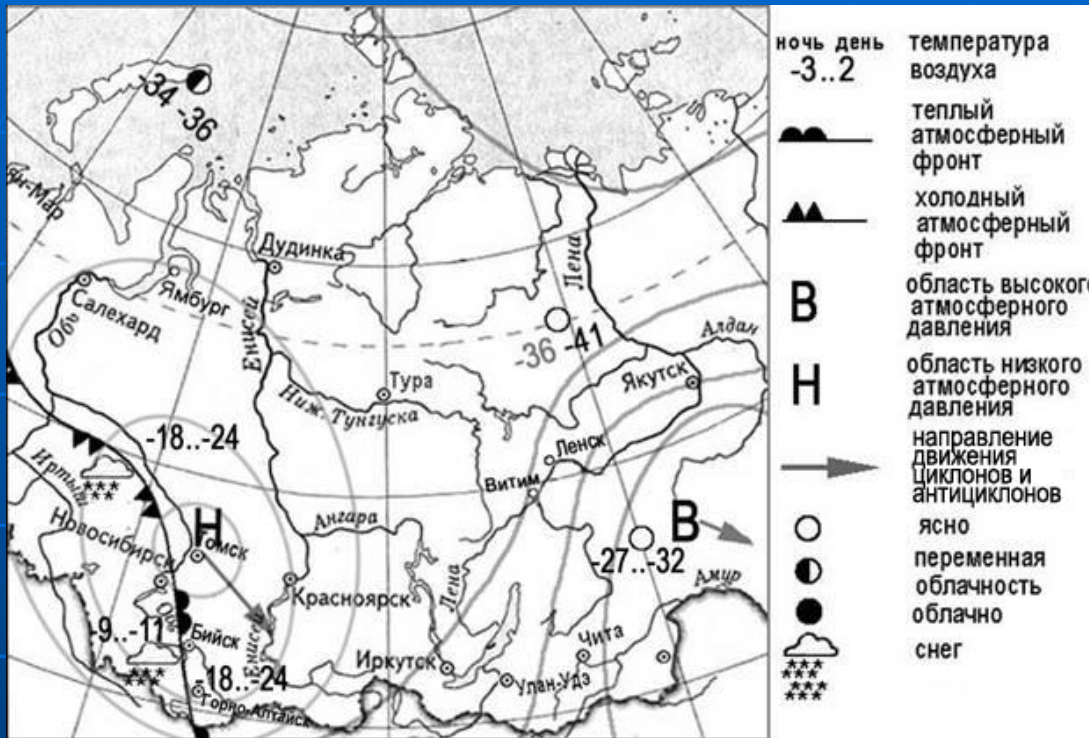 -34 -36
Дудинка
Ямбург
Салехард
Обь
Енисей
Лена
-36 -41
Алдан
Тура
Якутск
Ниж. Тунгуска
-18..-24
Ленск
Витим
Иртыш
Н
В
Ангара
Новосибирск
Томск
-27..-32
Амур
Лена
Красноярск
Обь
-9..-11
Бийск
Енисей
Чита
Иркутск
Улан-Удэ
-18..-24
Горно-Алтайск
ночь день
-3..2
температура
воздуха
теплый
атмосферный
фронт
холодный
атмосферный
фронт
В
область высокого
атмосферного
давления
Н
область низкого
атмосферного
давления
направление
движения
циклонов и
антициклонов
ясно
переменная
облачность
облачно
снег